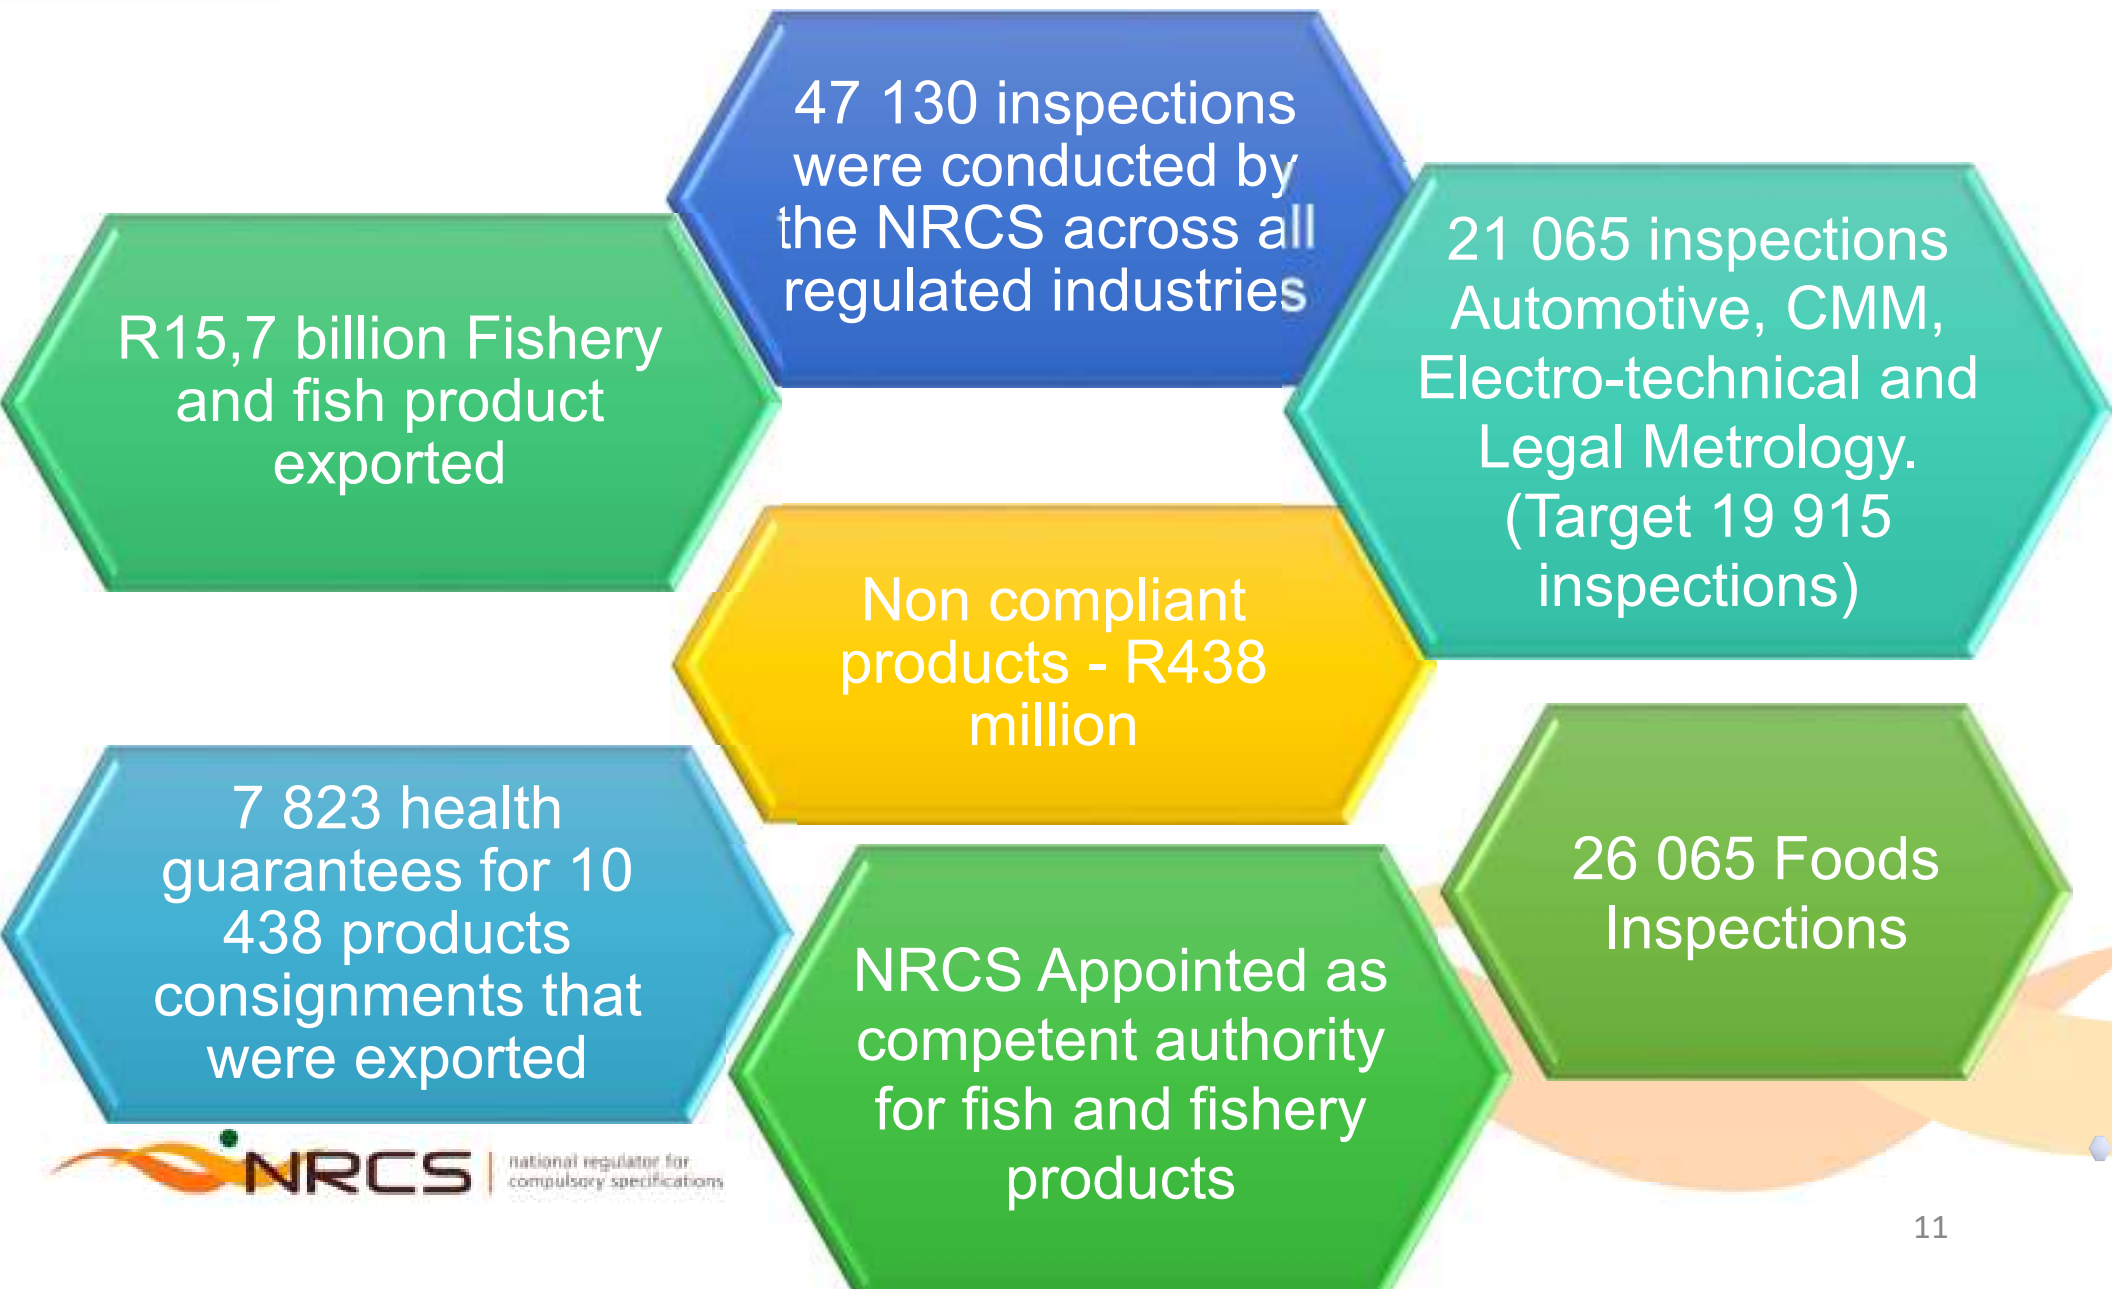 47 130 inspections
were conducted by
the NRCS across all
regulated industries
R15,7 billion Fishery
and fish product
exported
21 065 inspections
Automotive, CMM,
Electro-technical and
Legal Metrology.
(Target 19 915
inspections)
Non compliant
products - R438
million
7 823 health
guarantees for 10
438 products
consignments that
were exported
26 065 Foods
Inspections
NRCS Appointed as
competent authority
for fish and fishery
products
NRCS
national regulator for
compulsory specifications
11